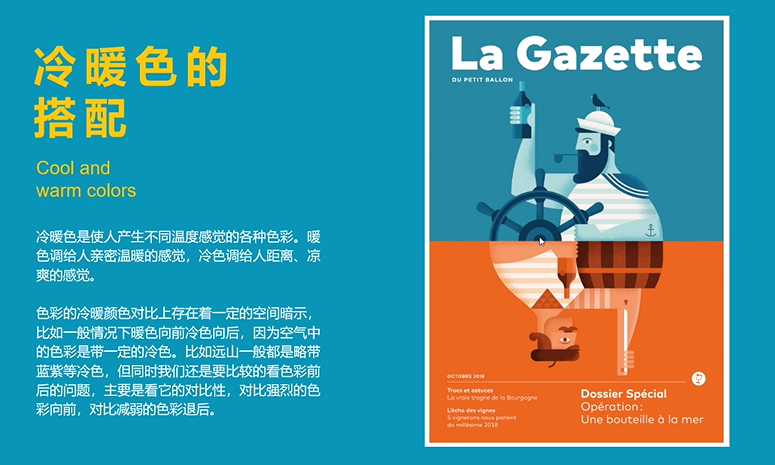 冷暖色的
搭配
Cool and
warm colors
冷暖色是使人产生不同温度感觉的各种色彩。暖
色调给人亲密温暖的感觉，冷色调给人距离、凉
爽的感觉。
色彩的冷暖颜色对比上存在着一定的空间暗示，
比如一般情况下暖色向前冷色向后，因为空气中
的色彩是带一定的冷色。比如远山一般都是略带
蓝紫等冷色，但同时我们还是要比较的看色彩前
后的问题，主要是看它的对比性，对比强烈的色
彩向前，对比减弱的色彩退后。
La Gazette
DU PETIT BALLON
OCTOBRE 2018
Trucs et astuces
La vraie trogne de la Bourgogne
L'écho des vignes
5 vignerons nous parlent
du millésime 2018
Dossier Spécial
Opération :
Une bouteille à la mer